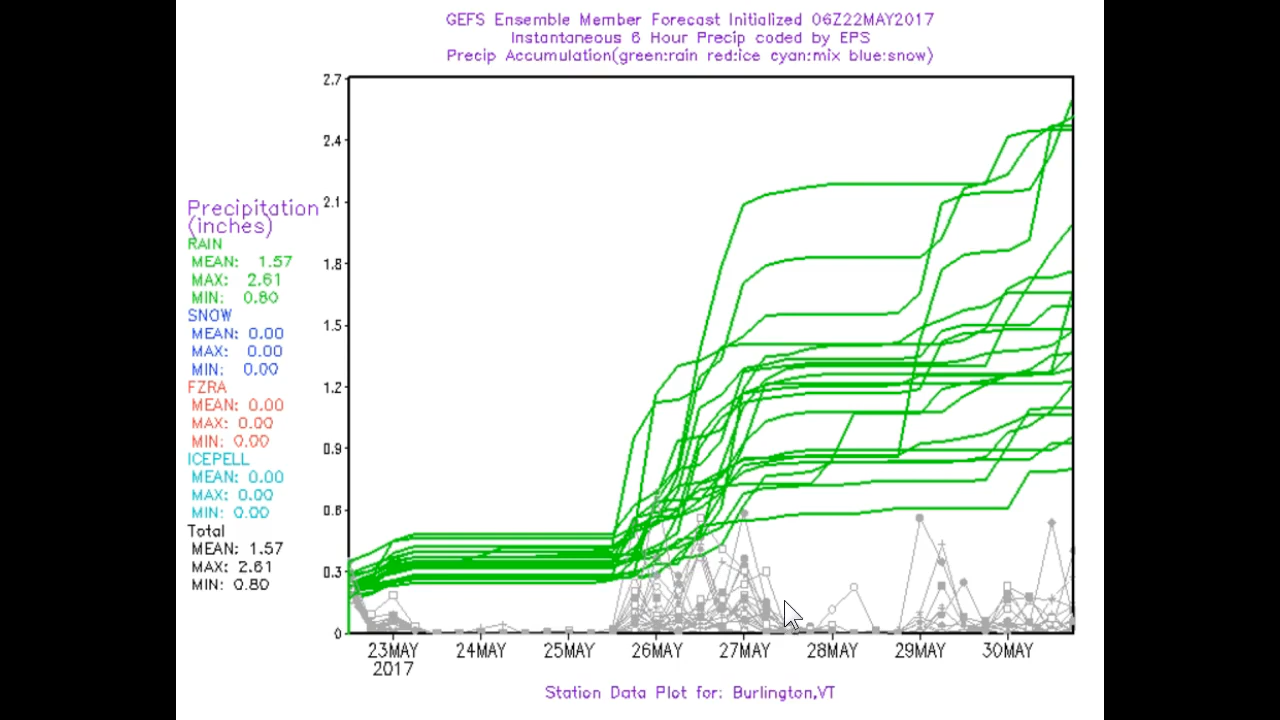 GEFS Ensemble Member Forecast Initialized 06Z22MAY2017
Instantaneous 6 Hour Precip coded by EPS
Precip Accumulation(green:rain red:ice cyan:mix blue:snow)
2.7
2.4
2.1
1.8
1.5
1.2
0.9
0.6
0.3
0
Precipitation
(inches)
RAIN
MEAN: 1.57
MAX: 2.61
MIN: 0.80
SNOW
MEAN: 0.00
MAX: 0.00
MIN: 0.00
FZRA
MEAN: 0.00
MAX: 0.00
MIN: 0.00
ICEPELL
MEAN: 0.00
MAX: 0.00
MIN: 0.00
Total
MEAN: 1.57
MAX: 2.61
MIN: 0.80
23MAY 24MAY 25MAY 26MAY 27MAY 28MAY 29MAY 30MAY
2017
Station Data Plot for: Burlington,VT